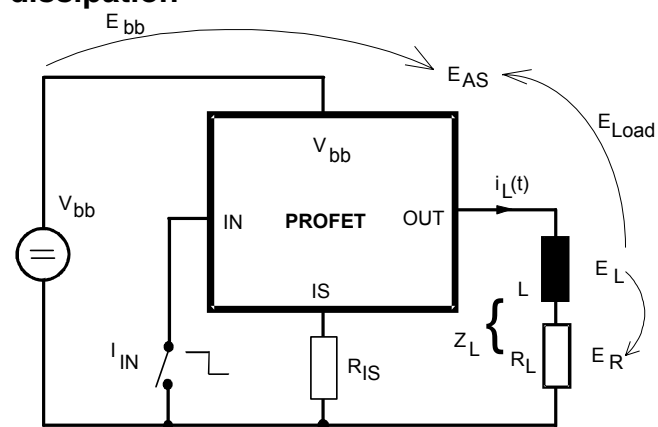 dissipation
E bb
E AS
E Load
V bb
V bb
i L(t)
IN
PROFET
OUT
IS
L
E L
Z L {
I IN
R IS
R L
E R